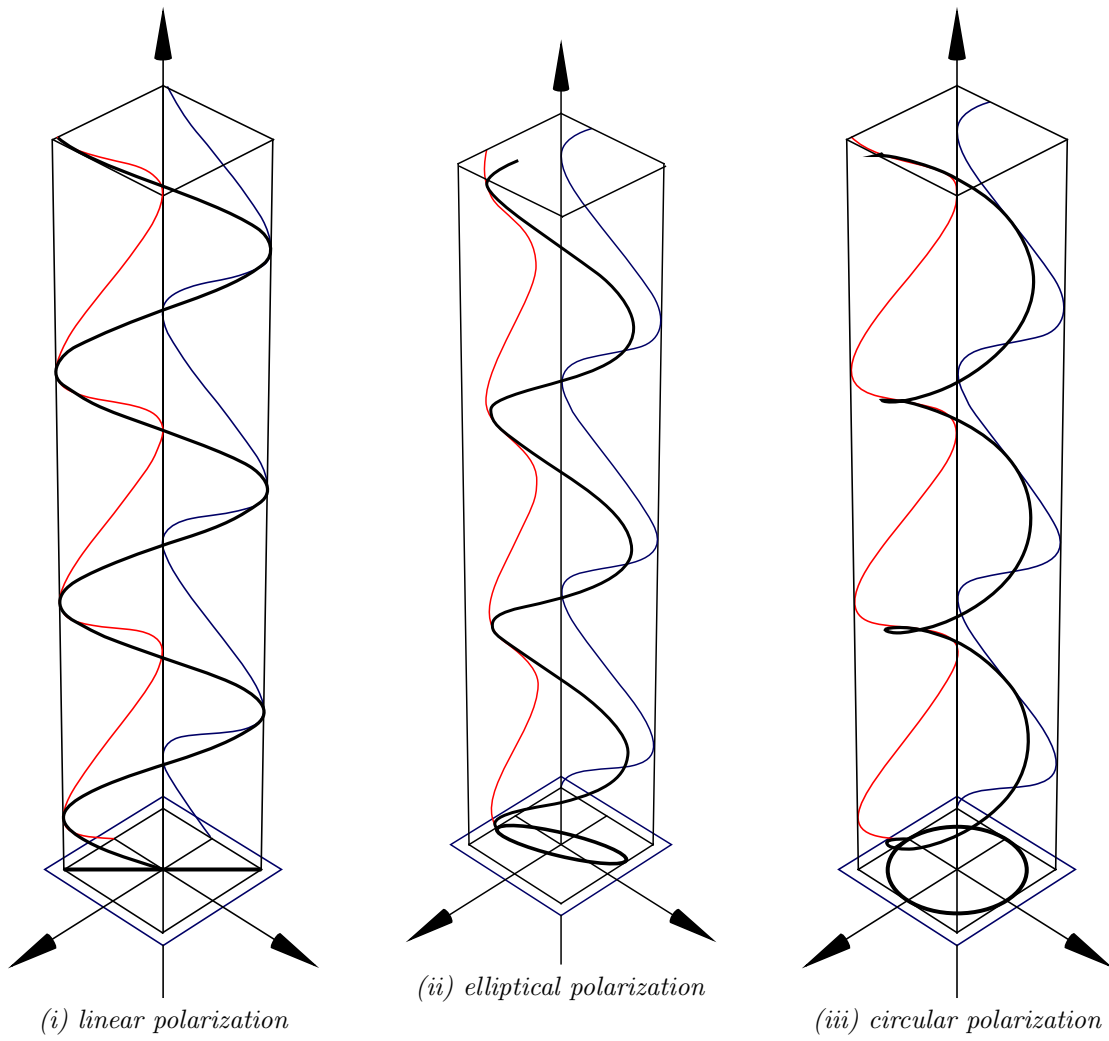 (i) linear polarization
(ii) elliptical polarization
(iii) circular polarization